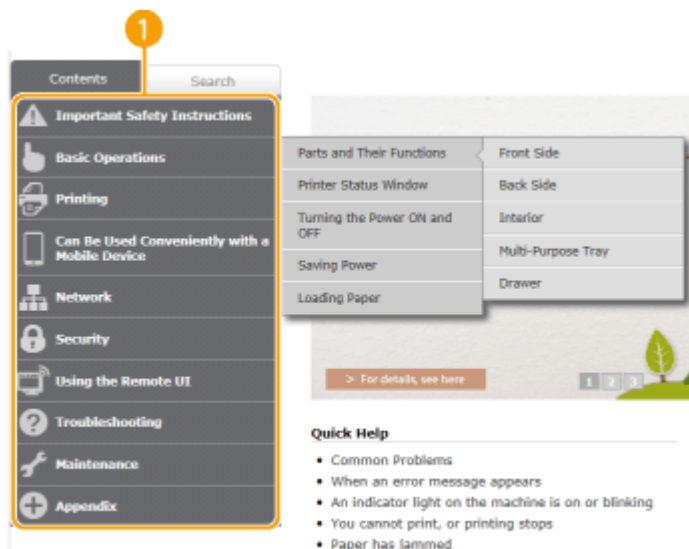 1
Contents
Search
Important Safety Instructions
Basic Operations
Printing
Can Be Used Conveniently with a
Mobile Device
Network
Security
Using the Remote UI
Troubleshooting
Maintenance
Appendix
Parts and Their Functions
Printer Status Window
Turning the Power ON and
OFF
Saving Power
Loading Paper
Front Side
Back Side
Interior
Multi-Purpose Tray
Drawer
> For details, see here
1 2 3
Quick Help
• Common Problems
• When an error message appears
• An indicator light on the machine is on or blinking
• You cannot print, or printing stops
• Paper has jammed